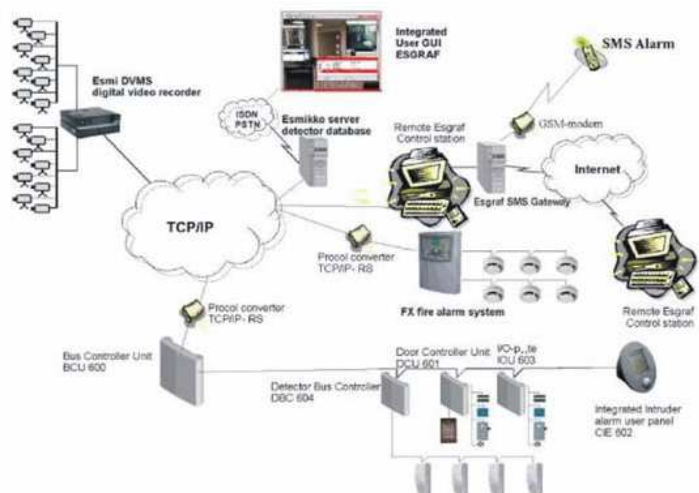 Esmi DVMS
digital video recorder
Integrated
User GUI
ESGRAF
SMS Alarm
ISDN
PSTN
Esmikko server
detector database
Remote Esgraf
Control station
GSM-modem
Internet
Esgraf SMS Gateway
TCP/IP
Procol converter
TCP/IP- RS
FX fire alarm system
Remote Esgraf
Control station
Procol converter
TCP/IP- RS
Bus Controller Unit
BCU 600
Door Controller Unit
DCU 601
I/O-p,,te
IOU 603
Detector Bus Controller
DBC 604
Integrated Intruder
alarm user panel
CIE 602